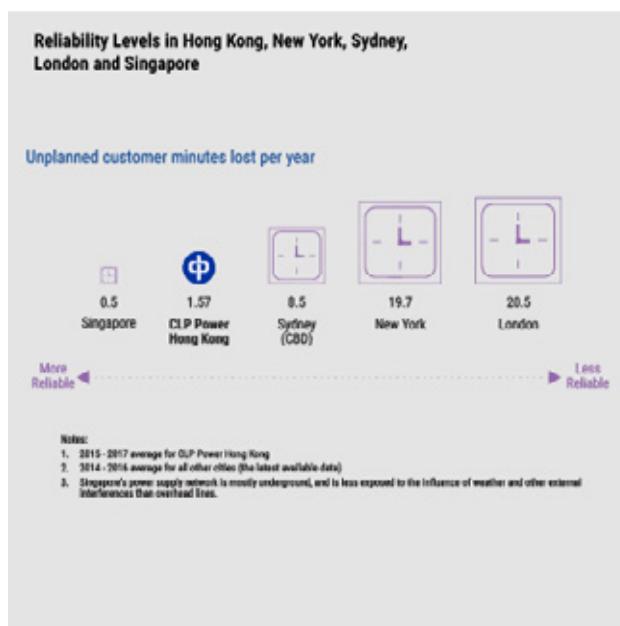 Reliability Levels in Hong Kong, New York, Sydney,
London and Singapore
Unplanned customer minutes lost per year
0.5
Singapore
1.57
CLP Power
Hong Kong
8.5
Sydney
(CBD)
19.7
New York
20.5
London
More
Reliable
Less
Reliable
Notes:
1. 2015 - 2017 average for CLP Power Hong Kong
2. 2014 - 2016 average for all other cities (the latest available data)
3. Singapore's power supply network is mostly underground, and is less exposed to the influence of weather and other external
interferences than overhead lines.